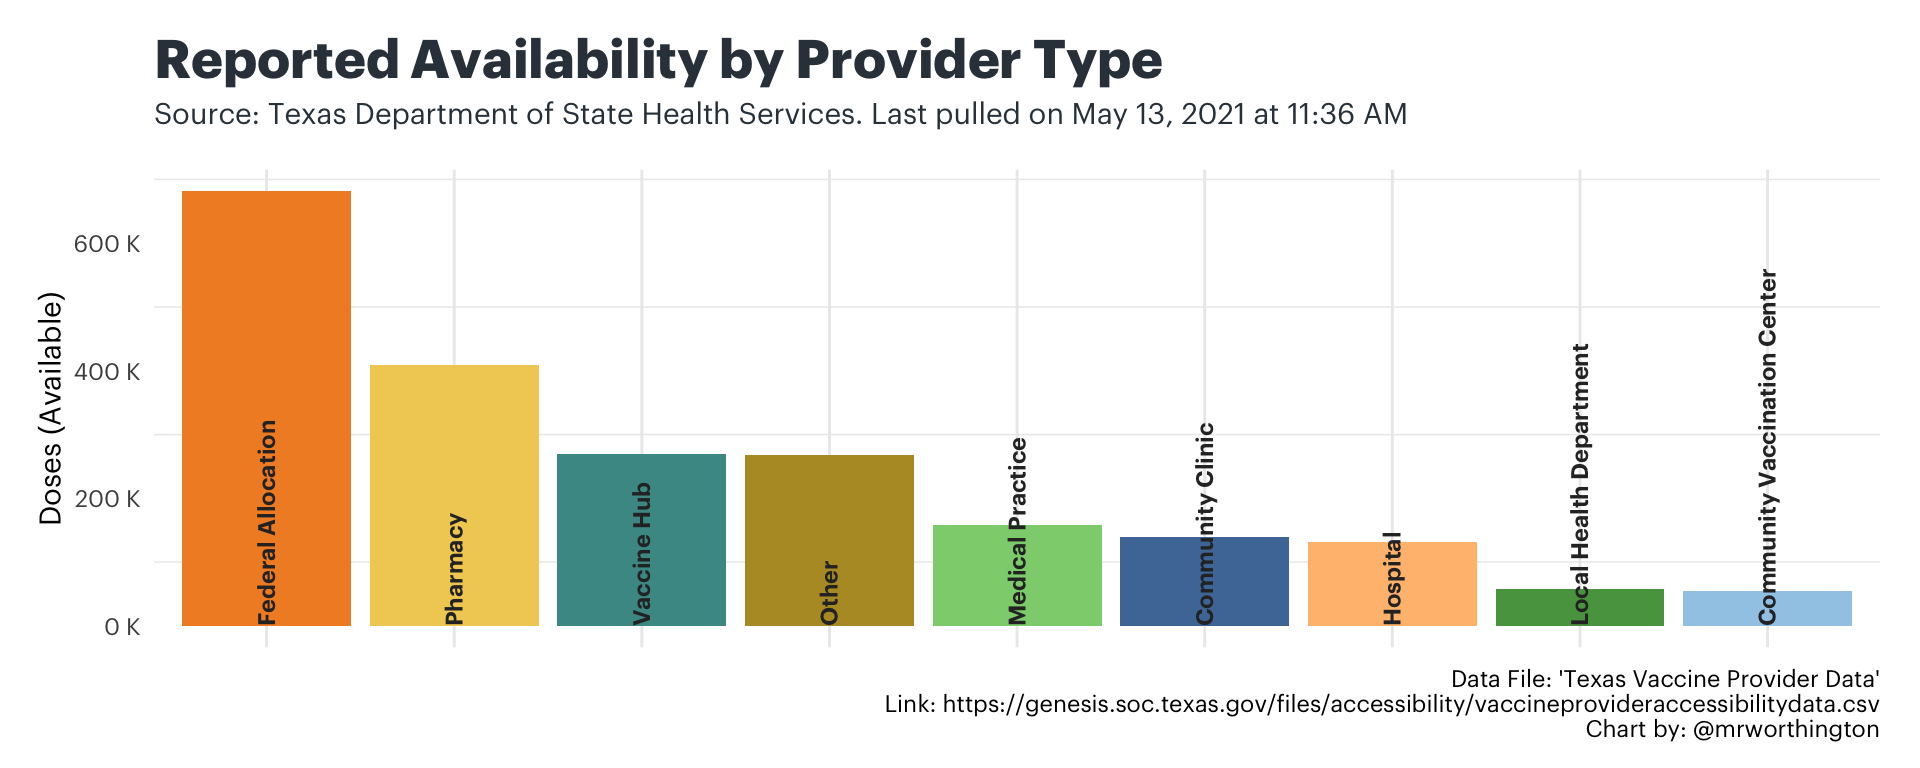 Reported Availability by Provider Type
Source: Texas Department of State Health Services. Last pulled on May 13, 2021 at 11:36 AM
Doses (Available)
600 K
400 K
200 K
0 K
Federal Allocation
Pharmacy
Vaccine Hub
Other
Medical Practice
Community Clinic
Hospital
Local Health Department
Community Vaccination Center
Data File: 'Texas Vaccine Provider Data'
Link: https://genesis.soc.texas.gov/files/accessibility/vaccineprovideraccessibilitydata.csv
Chart by: @mrworthington